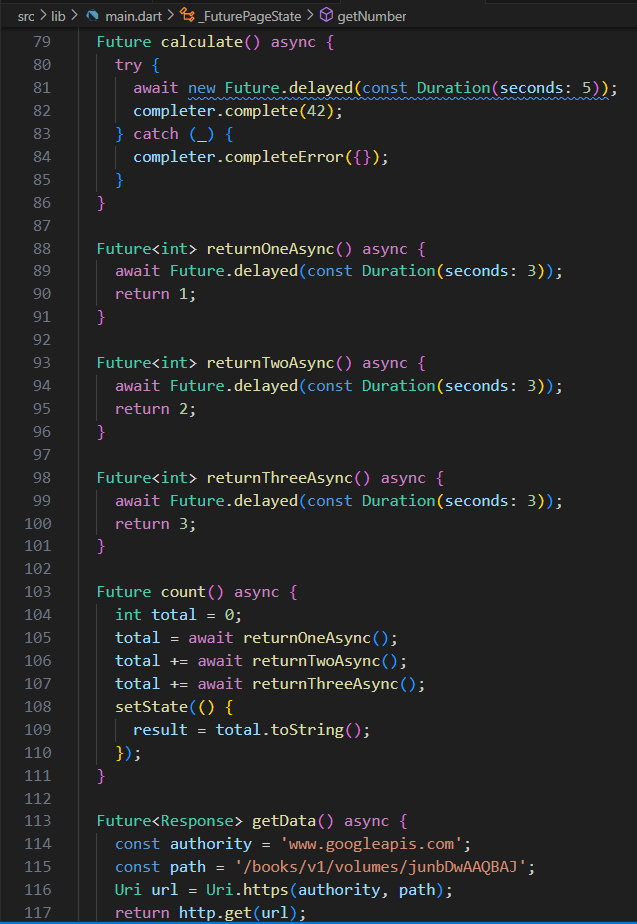 src > lib > main.dart > _FuturePageState > getNumber
79 Future calculate() async {
80 try {
81 await new Future.delayed(const Duration(seconds: 5));
82 completer.complete(42);
83 } catch (_) {
84 completer.completeError({});
85 }
86 }
87
88 Future<int> returnOneAsync() async {
89 await Future.delayed(const Duration(seconds: 3));
90 return 1;
91 }
92
93 Future<int> returnTwoAsync() async {
94 await Future.delayed(const Duration(seconds: 3));
95 return 2;
96 }
97
98 Future<int> returnThreeAsync() async {
99 await Future.delayed(const Duration(seconds: 3));
100 return 3;
101 }
102
103 Future count() async {
104 int total = 0;
105 total = await returnOneAsync();
106 total += await returnTwoAsync();
107 total += await returnThreeAsync();
108 setState(() {
109 result = total.toString();
110 });
111 }
112
113 Future<Response> getData() async {
114 const authority = 'www.googleapis.com';
115 const path = '/books/v1/volumes/junbDwAAQBAJ';
116 Uri url = Uri.https(authority, path);
117 return http.get(url);